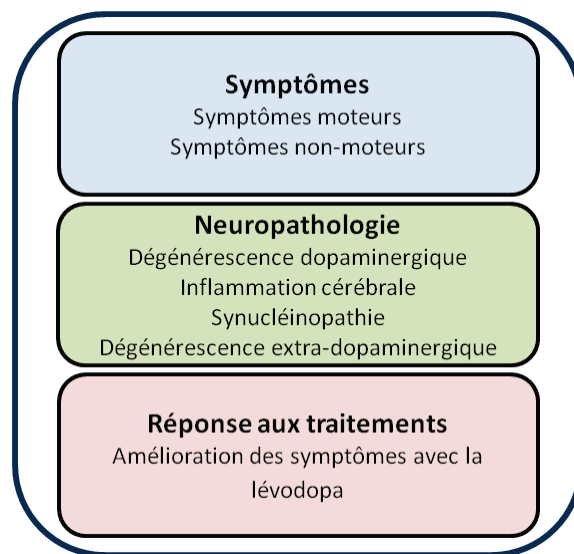 Symptômes
Symptômes moteurs
Symptômes non-moteurs
Neuropathologie
Dégénérescence dopaminergique
Inflammation cérébrale
Synucléinopathie
Dégénérescence extra-dopaminergique
Réponse aux traitements
Amélioration des symptômes avec la
lévodopa